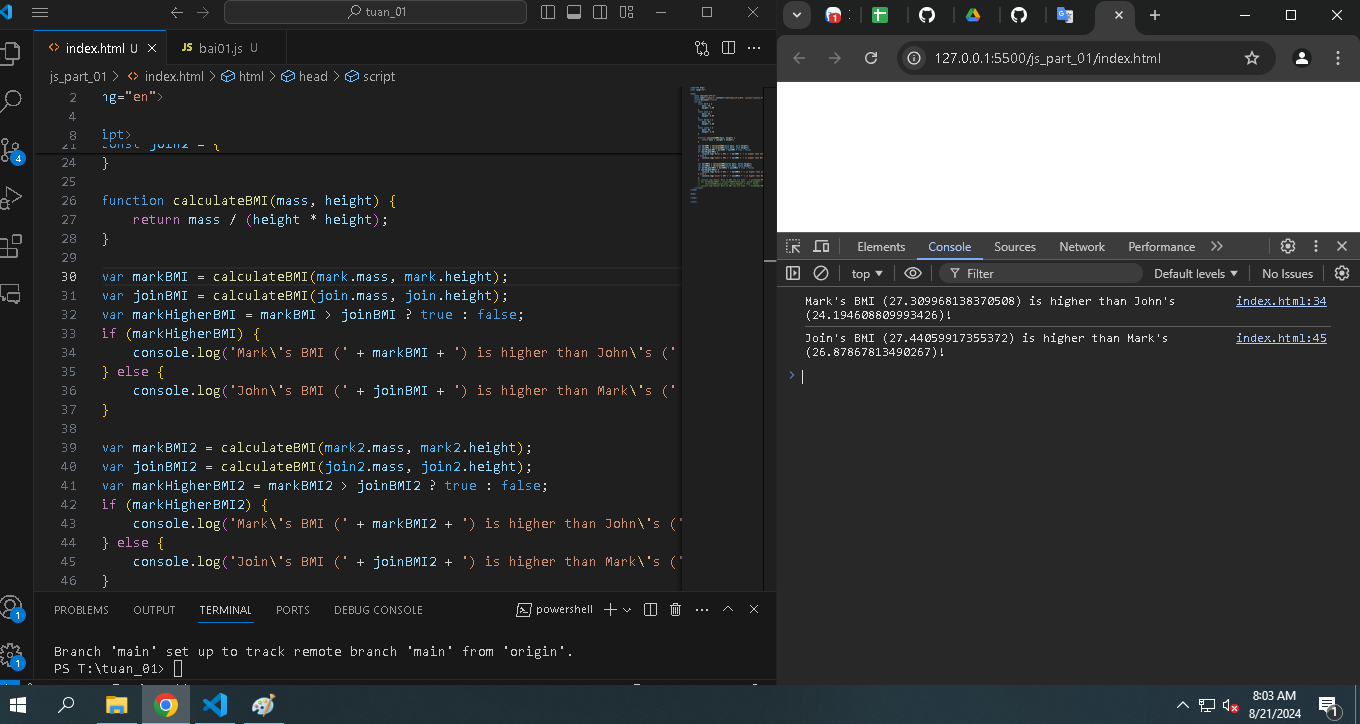 tuan_01
index.html U
JS bai01.js U
js_part_01 > index.html > html > head > script
2 ng="en">
4
8 ipt>
21 const join2 = {
24 }
25
26 function calculateBMI(mass, height) {
27 return mass / (height * height);
28 }
29
30 var markBMI = calculateBMI(mark.mass, mark.height);
31 var joinBMI = calculateBMI(join.mass, join.height);
32 var markHigherBMI = markBMI > joinBMI ? true : false;
33 if (markHigherBMI) {
34 console.log('Mark\'s BMI (' + markBMI + ') is higher than John\'s ('
35 } else {
36 console.log('John\'s BMI (' + joinBMI + ') is higher than Mark\'s ('
37 }
38
39 var markBMI2 = calculateBMI(mark2.mass, mark2.height);
40 var joinBMI2 = calculateBMI(join2.mass, join2.height);
41 var markHigherBMI2 = markBMI2 > joinBMI2 ? true : false;
42 if (markHigherBMI2) {
43 console.log('Mark\'s BMI (' + markBMI2 + ') is higher than John\'s ('
44 } else {
45 console.log('Join\'s BMI (' + joinBMI2 + ') is higher than Mark\'s ('
46 }
4
1
1
PROBLEMS OUTPUT TERMINAL PORTS DEBUG CONSOLE
powershell
Branch 'main' set up to track remote branch 'main' from 'origin'.
PS T:\tuan_01>
1
127.0.0.1:5500/js_part_01/index.html
Elements Console Sources Network Performance
top Filter Default levels No Issues
Mark's BMI (27.309968138370508) is higher than John's index.html:34
(24.194608809993426)!
Join's BMI (27.44059917355372) is higher than Mark's index.html:45
(26.87867813490267)!
8:03 AM
8/21/2024
1